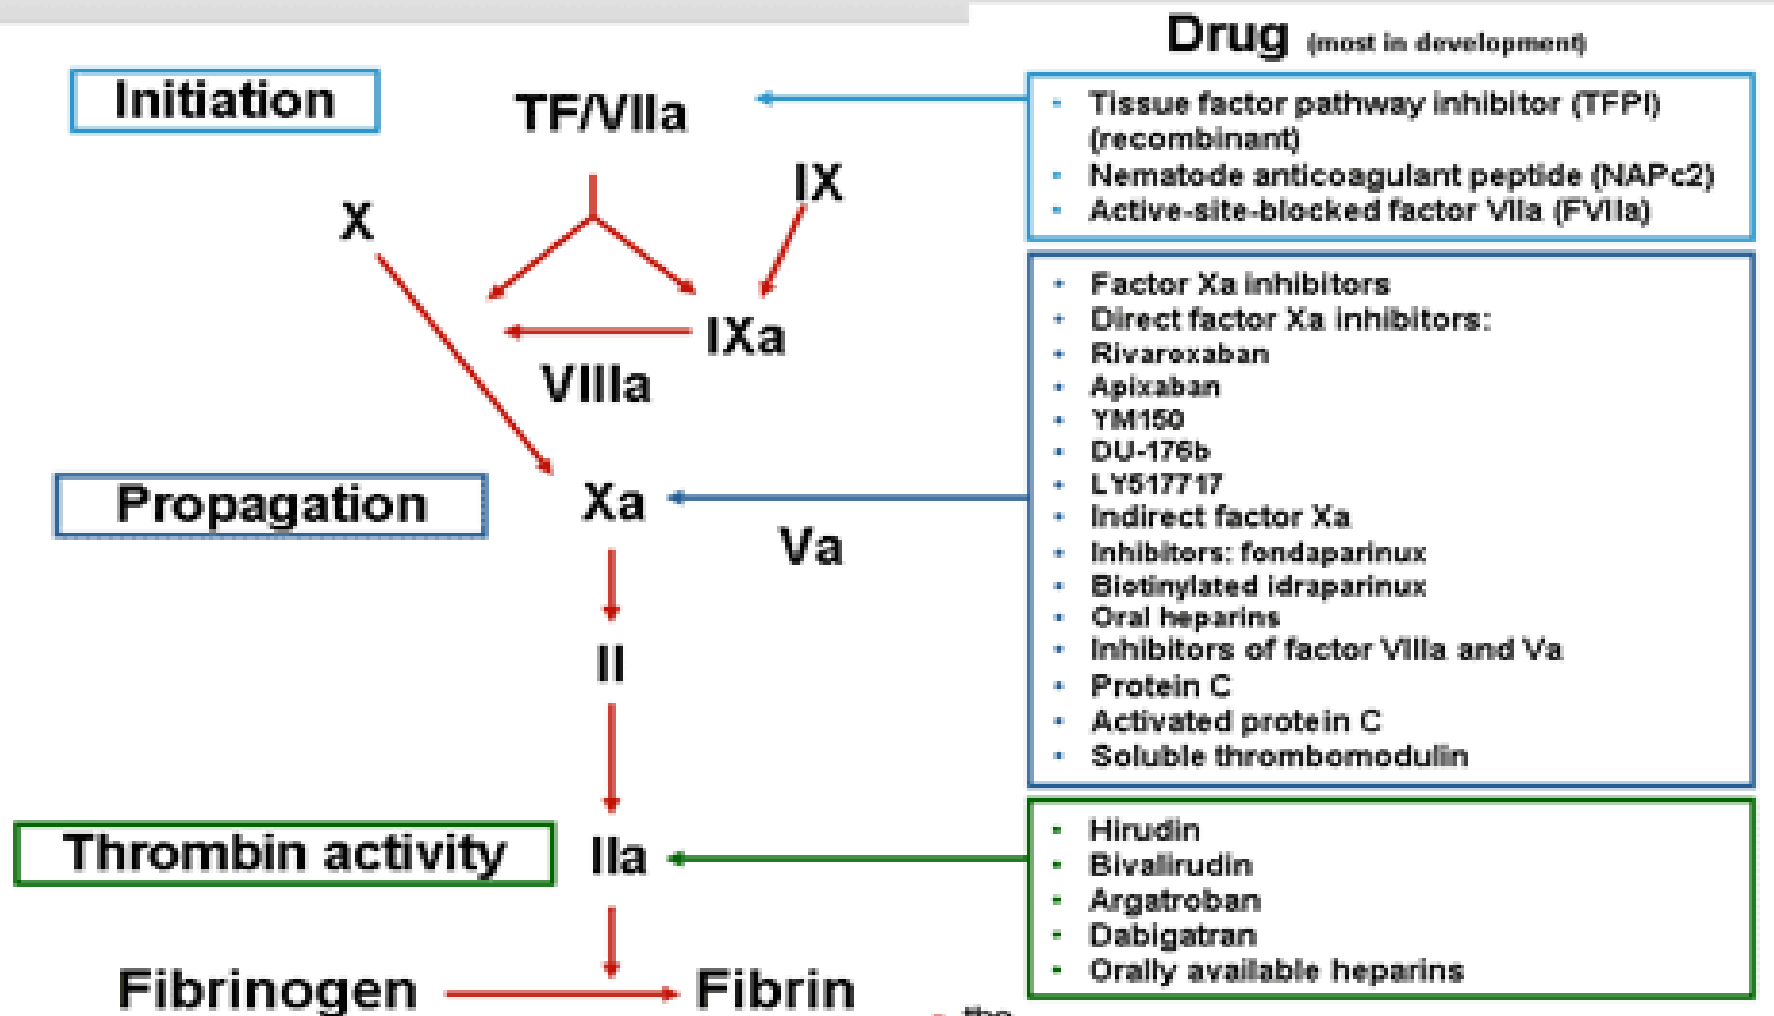 Drug (most in development)
Initiation
TF/VIIa
IX
X
IXa
VIIIa
Propagation
Xa
Va
II
Thrombin activity
IIa
Fibrinogen
Fibrin
the
• Tissue factor pathway inhibitor (TFPI)
(recombinant)
• Nematode anticoagulant peptide (NAPc2)
• Active-site-blocked factor VIIa (FVIIa)
• Factor Xa inhibitors
• Direct factor Xa inhibitors:
• Rivaroxaban
• Apixaban
• YM150
• DU-176b
• LY517717
• Indirect factor Xa
• Inhibitors: fondaparinux
• Biotinylated idraparinux
• Oral heparins
• Inhibitors of factor VIIIa and Va
• Protein C
• Activated protein C
• Soluble thrombomodulin
• Hirudin
• Bivalirudin
• Argatroban
• Dabigatran
• Orally available heparins